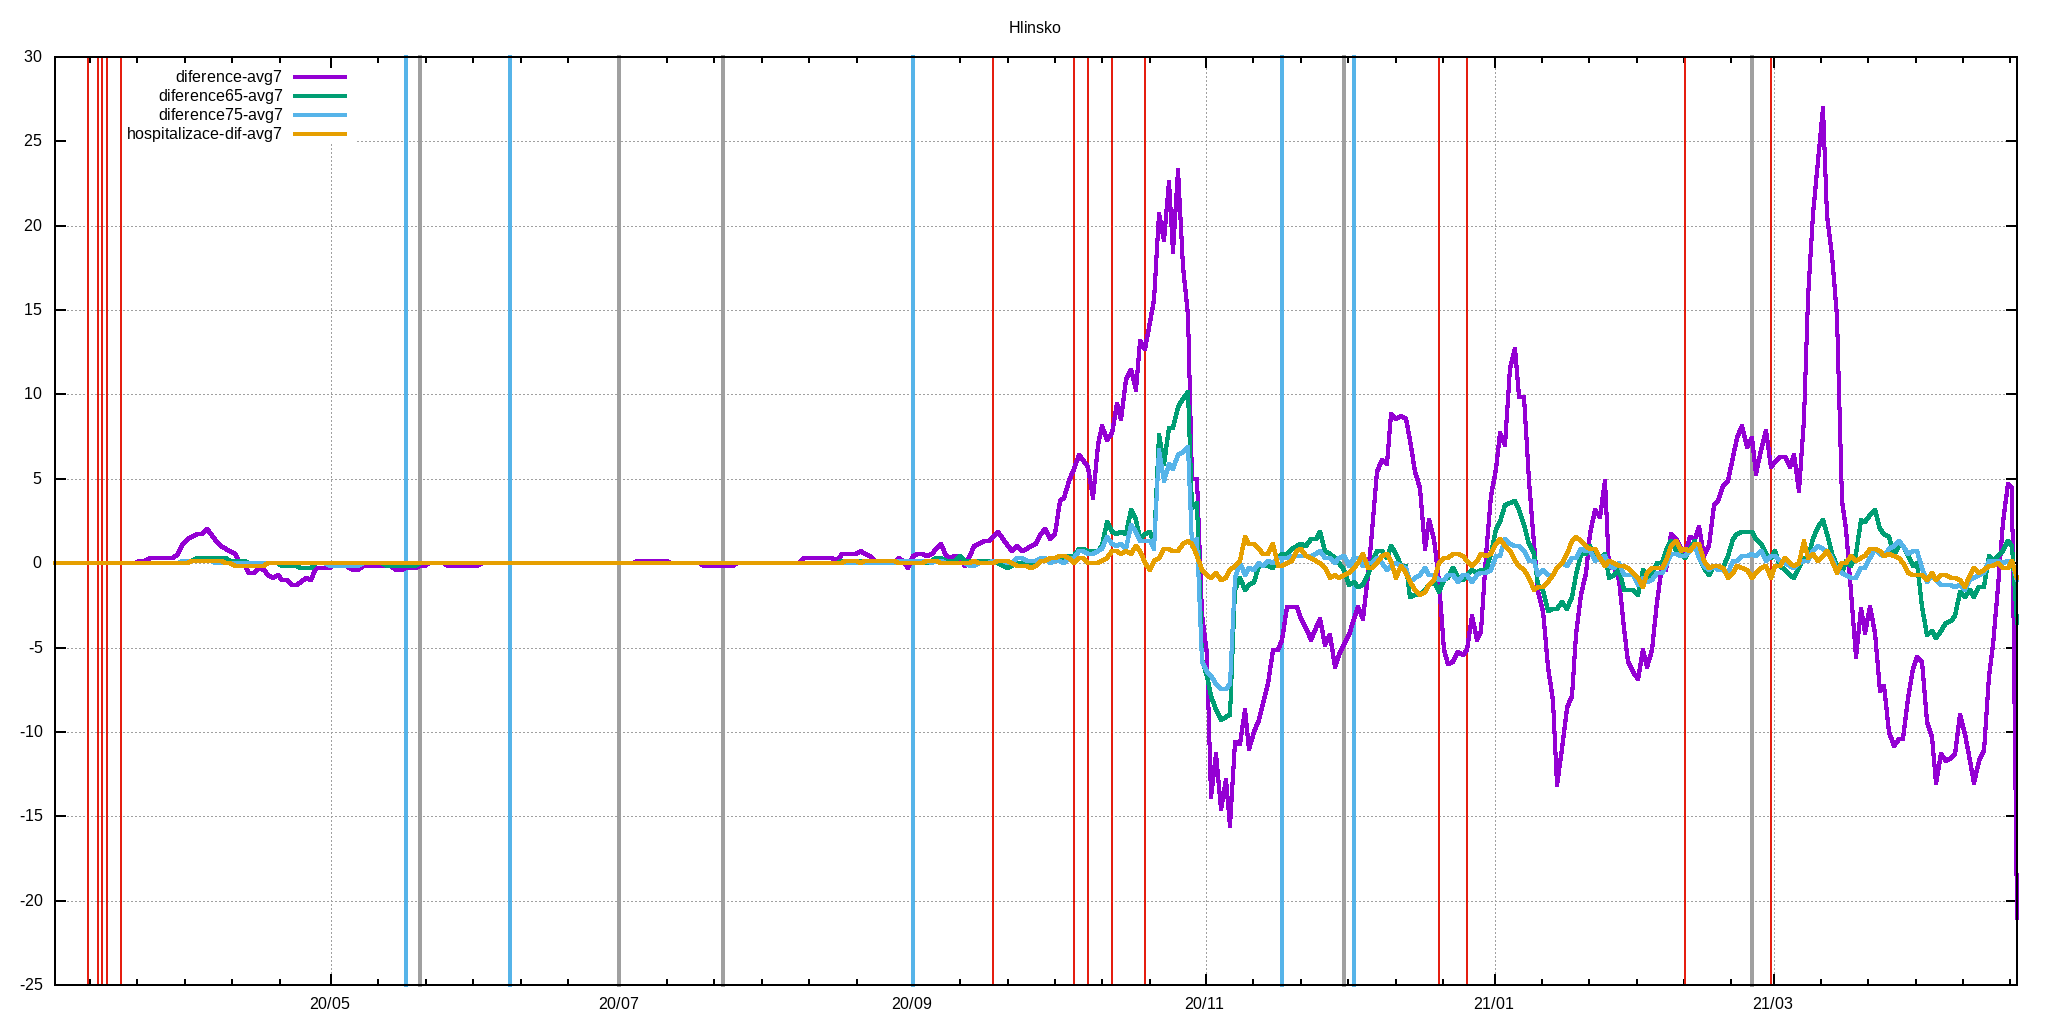 Hlinsko
30
25
20
15
10
5
0
-5
-10
-15
-20
-25
diference-avg7
diference65-avg7
diference75-avg7
hospitalizace-dif-avg7
20/05 20/07 20/09 20/11 21/01 21/03